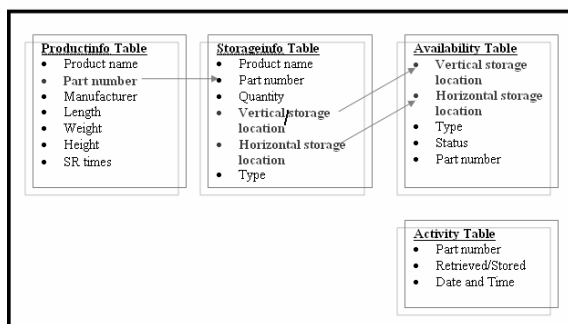 Productinfo Table
Product name
Part number
Manufacturer
Length
Weight
Height
SR times
Storageinfo Table
Product name
Part number
Quantity
Vertical storage
location
Horizontal storage
location
Type
Availability Table
Vertical storage
location
Horizontal storage
location
Type
Status
Part number
Activity Table
Part number
Retrieved/Stored
Date and Time